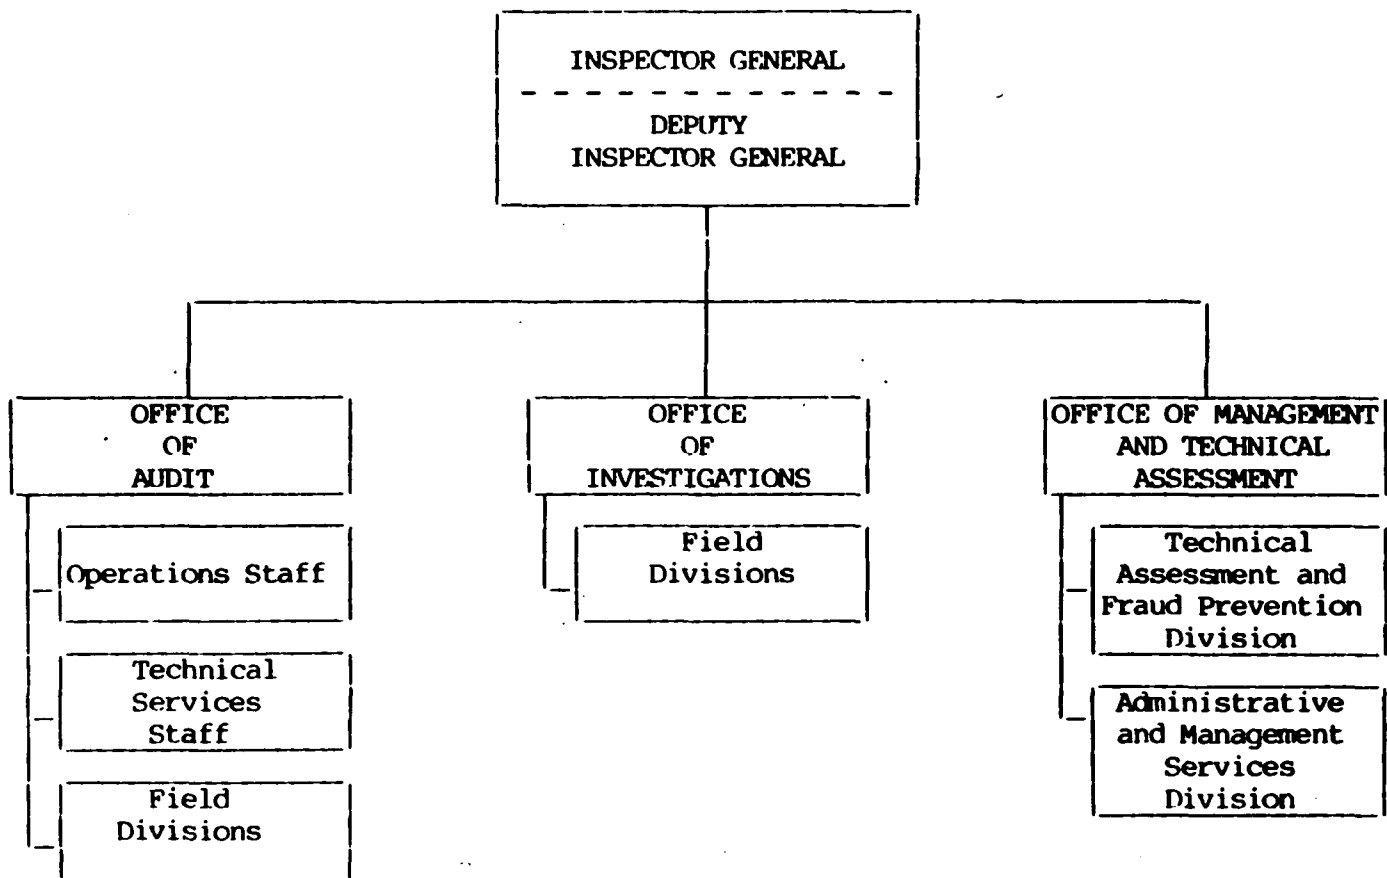 INSPECTOR GENERAL
DEPUTY
INSPECTOR GENERAL
OFFICE
OF
AUDIT
Operations Staff
Technical
Services
Staff
Field
Divisions
OFFICE
OF
INVESTIGATIONS
Field
Divisions
OFFICE OF MANAGEMENT
AND TECHNICAL
ASSESSMENT
Technical
Assessment and
Fraud Prevention
Division
Administrative
and Management
Services
Division